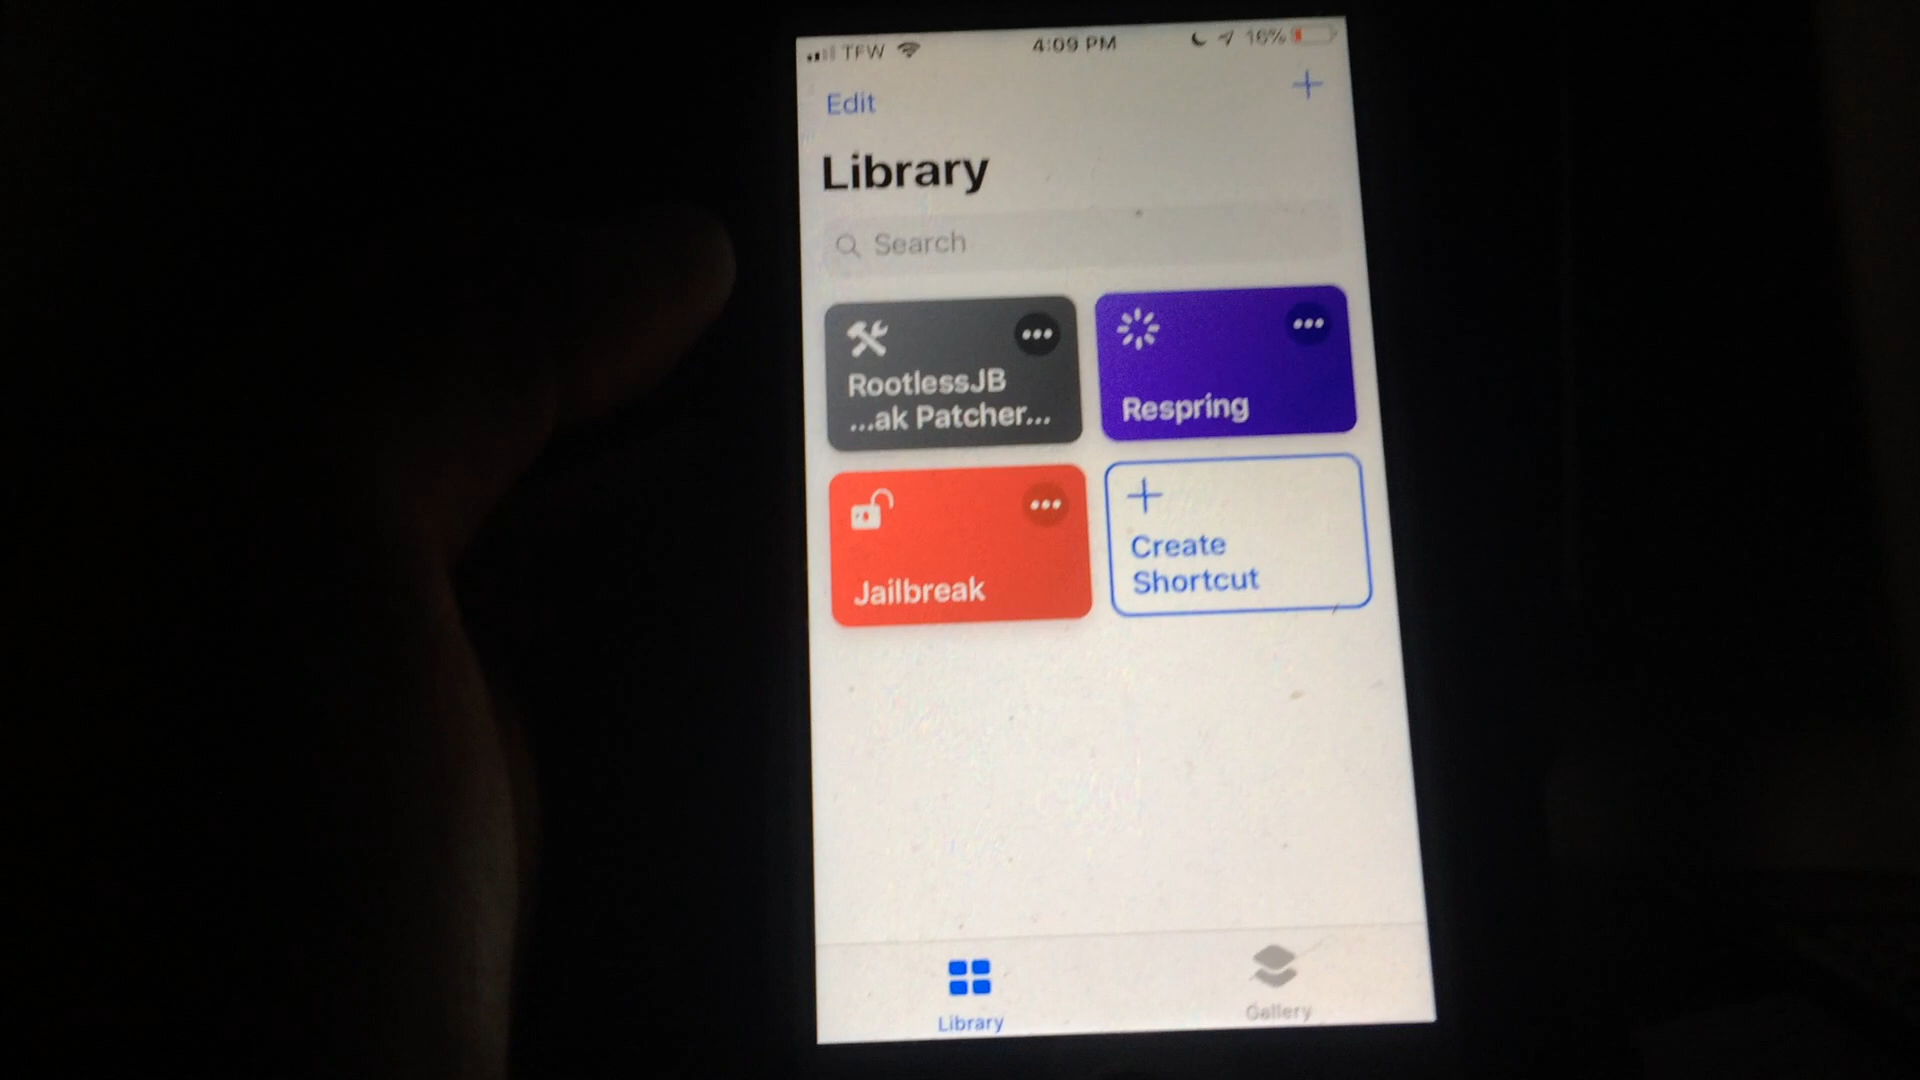 TFW 4:09 PM 16%
Edit
Library
Search
RootlessJB
...ak Patcher...
Respring
Jailbreak
Create
Shortcut
Library Gallery